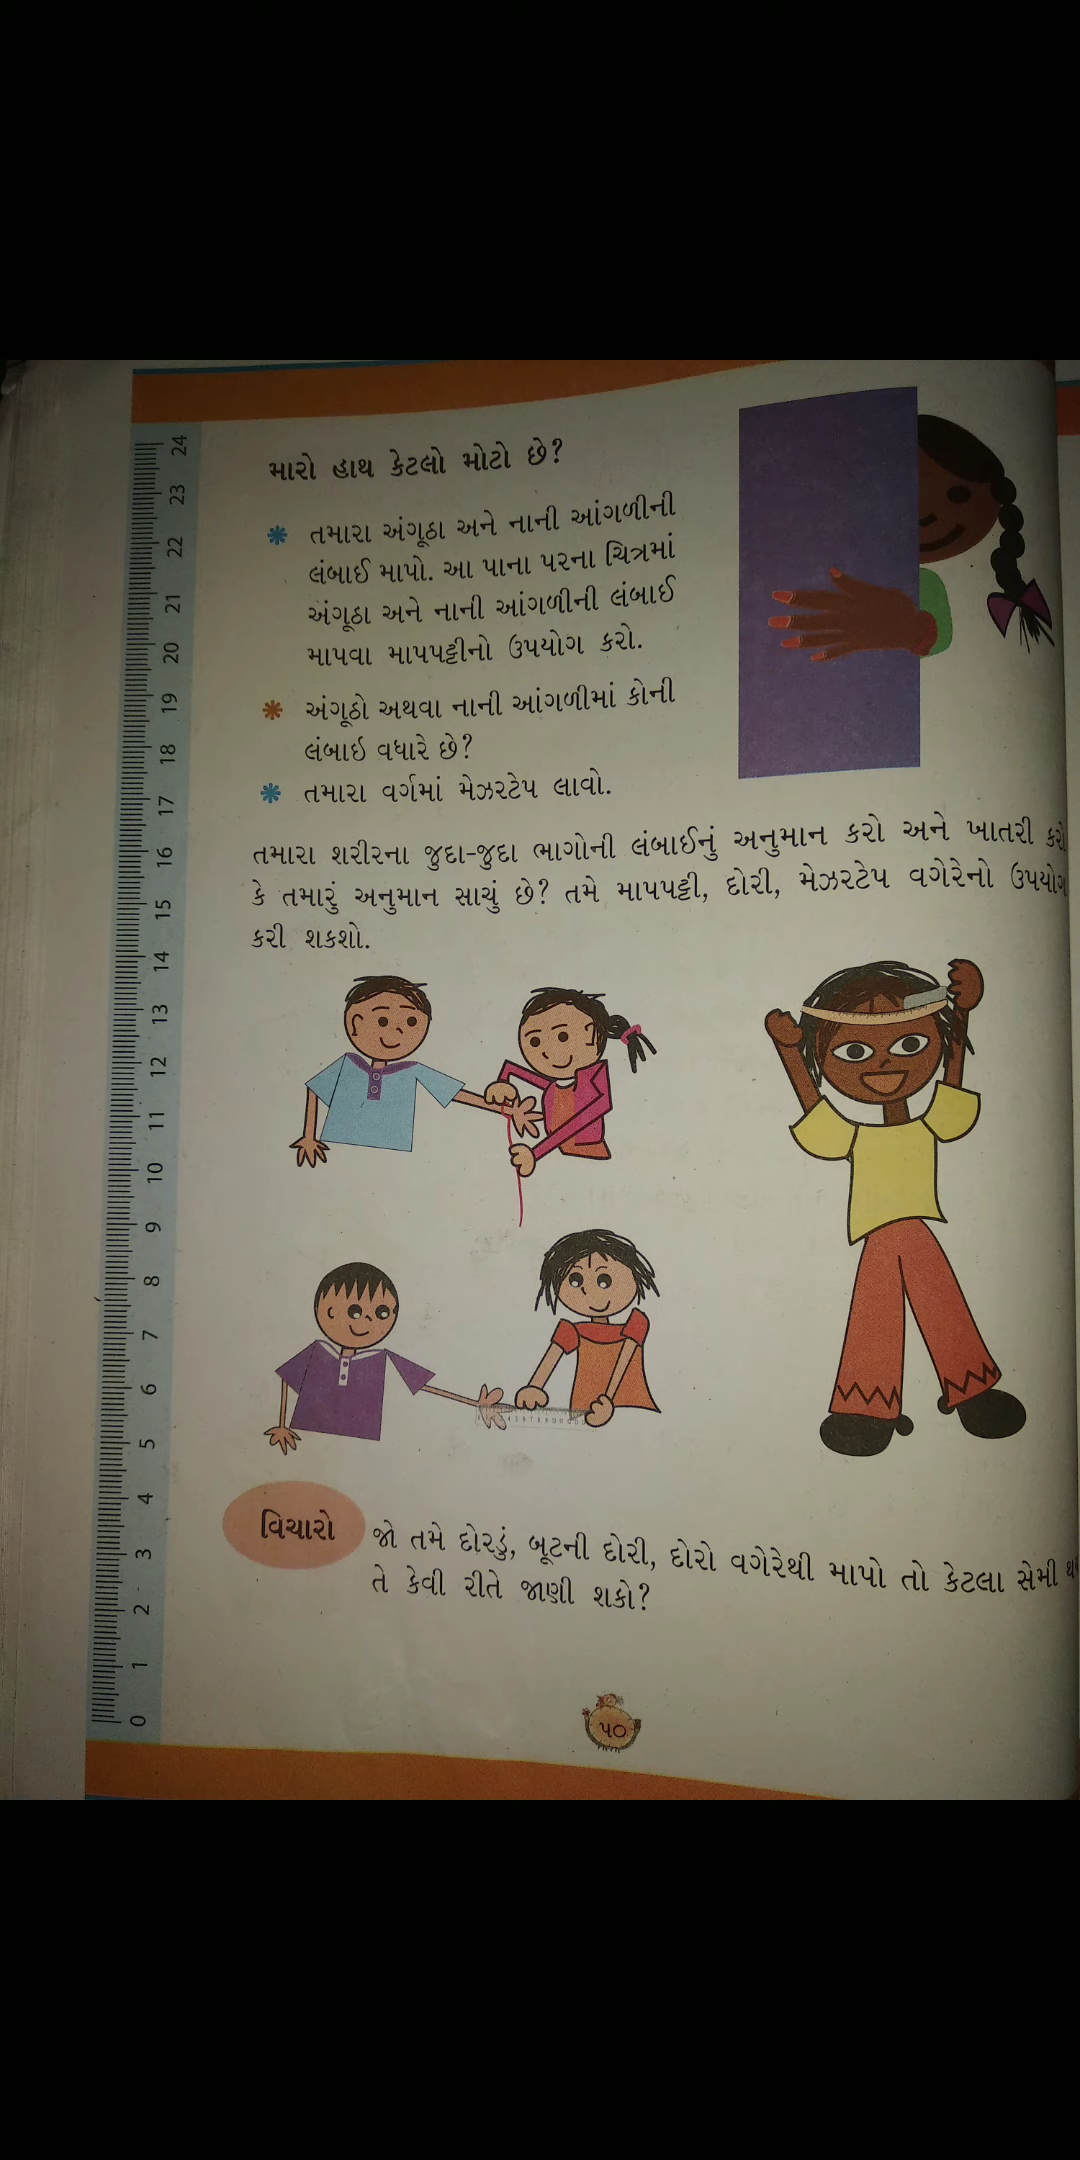 મારો હાથ કેટલો મોટો છે?
તમારા અંગૂઠા અને નાની આંગળીની
લંબાઈ માપો. આ પાના પરના ચિત્રમાં
અંગૂઠા અને નાની આંગળીની લંબાઈ
માપવા માપપટ્ટીનો ઉપયોગ કરો.
અંગૂઠો અથવા નાની આંગળીમાં કોની
લંબાઇ વધારે છે?
તમારા વર્ગમાં મેઝરટેપ લાવો.
તમારા શરીરના જુદા-જુદા ભાગોની લંબાઈનું અનુમાન કરો અને ખાતરી કરો
કે તમારું અનુમાન સાચું છે? તમે માપપટ્ટી, દોરી, મેઝરટેપ વગેરેનો ઉપયોગ
કરી શકશો.
વિચારો
જો તમે દોરડું, બૂટની દોરી, દોરો વગેરેથી માપો તો કેટલા સેમી
તે કેવી રીતે જાણી શકો?
૫૦
24
23
22
21
20
19
18
17
16
15
14
13
12
11
10
9
8
7
6
5
4
3
2
1
0